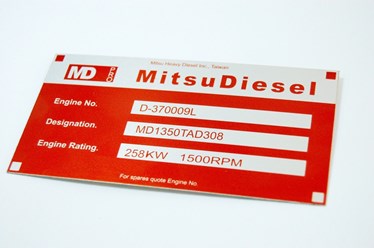 Mitsu Heavy Diesel Inc., Taiwan
MD MitsuDiesel
Engine No. D-370009L
Designation. MD1350TAD308
Engine Rating. 258KW 1500RPM
For spares quote Engine No.